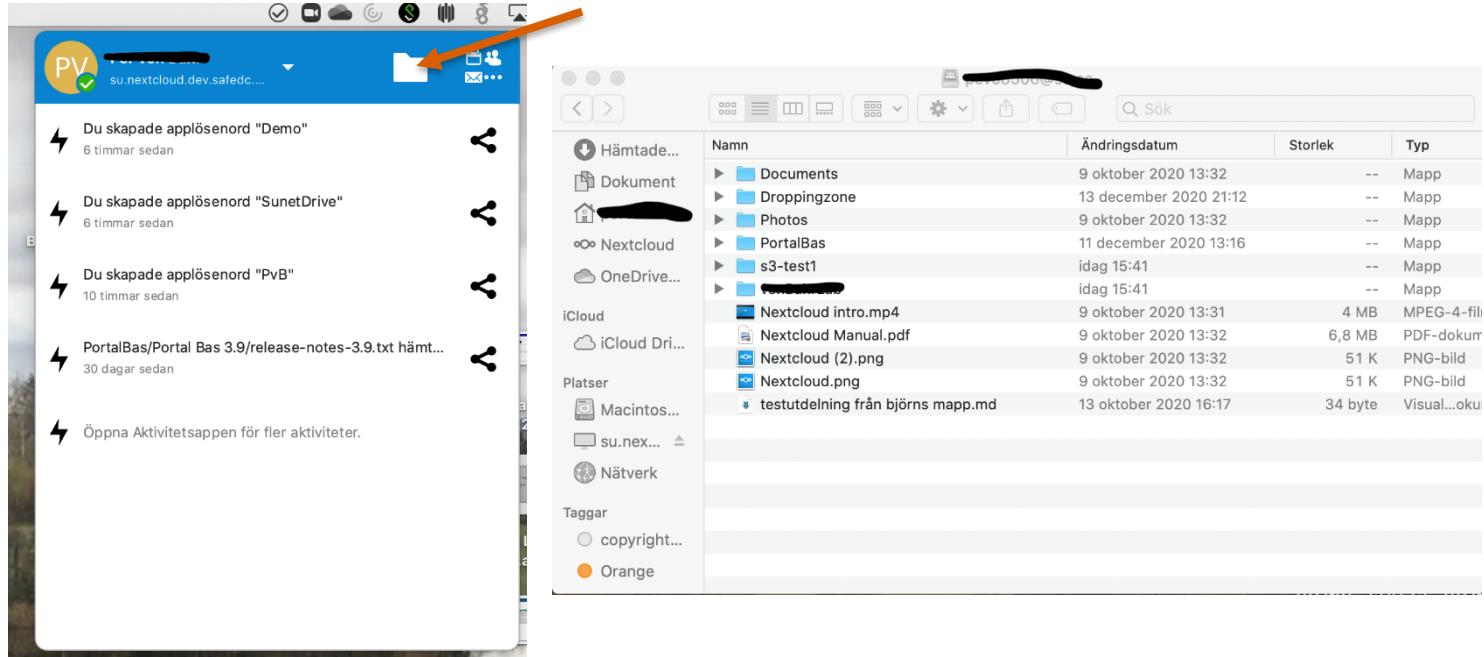 PV
su.nextcloud.dev.safedc....
Du skapade applösenord "Demo"
6 timmar sedan
Du skapade applösenord "SunetDrive"
6 timmar sedan
Du skapade applösenord "PvB"
10 timmar sedan
PortalBas/Portal Bas 3.9/release-notes-3.9.txt hämt...
30 dagar sedan
Öppna Aktivitetsappen för fler aktiviteter.
Sök
Hämtade...
Dokument
Nextcloud
OneDrive...
iCloud
iCloud Dri...
Platser
Macintos...
su.nex...
Nätverk
Taggar
copyright...
Orange
Namn Ändringsdatum Storlek Typ
Documents 9 oktober 2020 13:32 -- Mapp
Droppingzone 13 december 2020 21:12 -- Mapp
Photos 9 oktober 2020 13:32 -- Mapp
PortalBas 11 december 2020 13:16 -- Mapp
s3-test1 idag 15:41 -- Mapp
idag 15:41 -- Mapp
Nextcloud intro.mp4 9 oktober 2020 13:31 4 MB MPEG-4-fil
Nextcloud Manual.pdf 9 oktober 2020 13:32 6,8 MB PDF-dokum
Nextcloud (2).png 9 oktober 2020 13:32 51 K PNG-bild
Nextcloud.png 9 oktober 2020 13:32 51 K PNG-bild
testutdelning från björns mapp.md 13 oktober 2020 16:17 34 byte Visual...oku